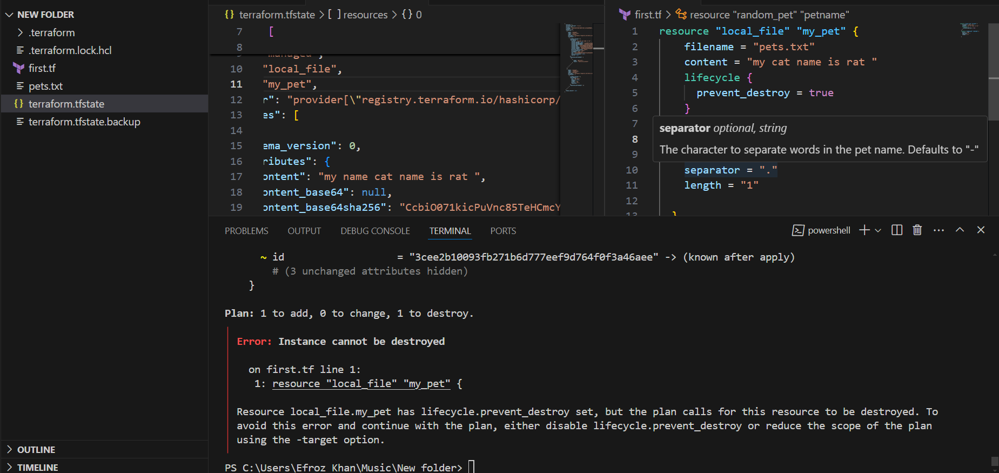 NEW FOLDER
.terraform
.terraform.lock.hcl
first.tf
pets.txt
terraform.tfstate
terraform.tfstate.backup
OUTLINE
TIMELINE
{} terraform.tfstate > [ ] resources > {} 0
7 [
8
managed",
10 "local_file",
11 "my_pet",
12 r": "provider[\"registry.terraform.io/hashicorp/
13 es": [
14
15 ema_version": 0,
16 ributes": {
17 ontent": "my name cat name is rat ",
18 ontent_base64": null,
19 ontent_base64sha256": "CcbiO071kicPuVnc85TeHCmcY
first.tf > resource "random_pet" "petname"
1 resource "local_file" "my_pet" {
2 filename = "pets.txt"
3 content = "my cat name is rat "
4 lifecycle {
5 prevent_destroy = true
6 }
7
8
9
separator optional, string
The character to separate words in the pet name. Defaults to "-"
10 separator = "."
11 length = "1"
12
13 }
PROBLEMS OUTPUT DEBUG CONSOLE TERMINAL PORTS
powershell
~ id = "3cee2b10093fb271b6d777eef9d764f0f3a46aee" -> (known after apply)
# (3 unchanged attributes hidden)
}
Plan: 1 to add, 0 to change, 1 to destroy.
Error: Instance cannot be destroyed
on first.tf line 1:
1: resource "local_file" "my_pet" {
Resource local_file.my_pet has lifecycle.prevent_destroy set, but the plan calls for this resource to be destroyed. To
avoid this error and continue with the plan, either disable lifecycle.prevent_destroy or reduce the scope of the plan
using the -target option.
PS C:\Users\Efroz Khan\Music\New folder>